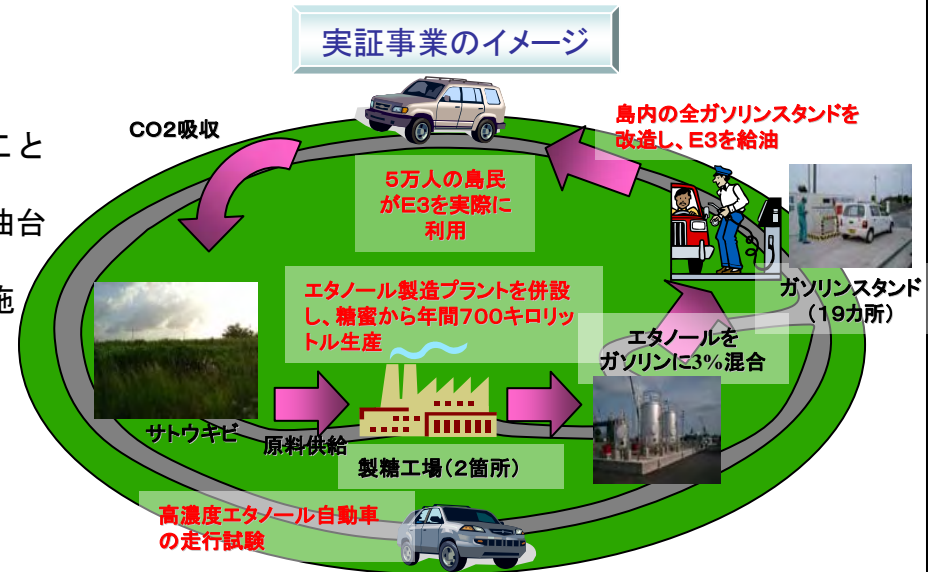 実証事業のイメージ
こと
油台
施
CO2吸収
島内の全ガソリンスタンドを
改造し、E3を給油
5万人の島民
がE3を実際に
利用
エタノール製造プラントを併設
し、糖蜜から年間700キロリッ
トル生産
ガソリンスタンド
(19カ所)
エタノールを
ガソリンに3%混合
サトウキビ
原料供給
製糖工場(2箇所)
高濃度エタノール自動車
の走行試験